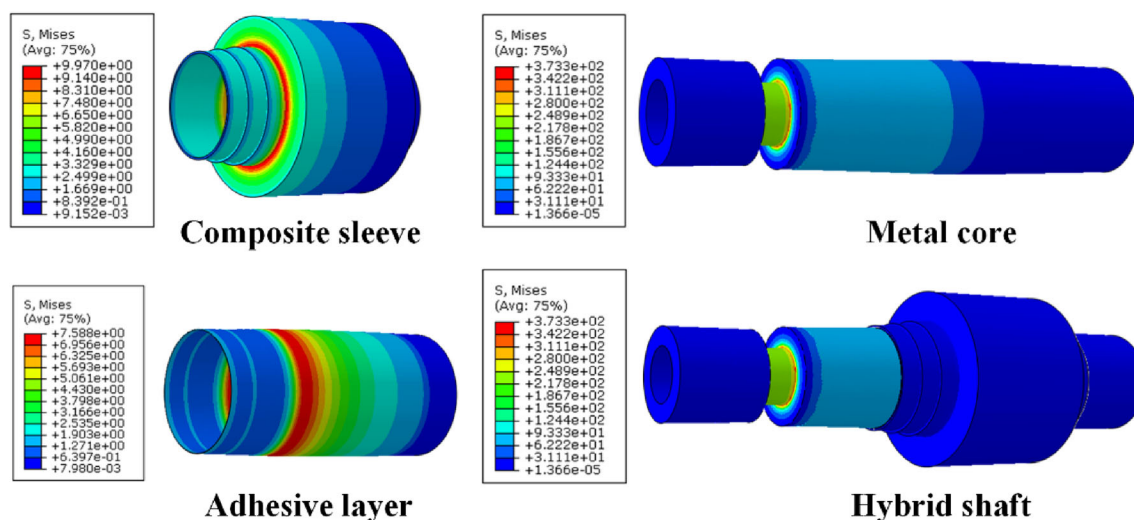 S, Mises
(Avg: 75%)
+9.970e+00
+9.140e+00
+8.310e+00
+7.480e+00
+6.650e+00
+5.820e+00
+4.990e+00
+4.160e+00
+3.329e+00
+2.499e+00
+1.669e+00
+8.392e-01
+9.152e-03
Composite sleeve
S, Mises
(Avg: 75%)
+3.733e+02
+3.422e+02
+3.111e+02
+2.800e+02
+2.489e+02
+2.178e+02
+1.867e+02
+1.556e+02
+1.244e+02
+9.333e+01
+6.222e+01
+3.111e+01
+1.366e-05
Metal core
S, Mises
(Avg: 75%)
+7.588e+00
+6.956e+00
+6.325e+00
+5.693e+00
+5.061e+00
+4.430e+00
+3.798e+00
+3.166e+00
+2.535e+00
+1.903e+00
+1.271e+00
+6.397e-01
+7.980e-03
Adhesive layer
S, Mises
(Avg: 75%)
+3.733e+02
+3.422e+02
+3.111e+02
+2.800e+02
+2.489e+02
+2.178e+02
+1.867e+02
+1.556e+02
+1.244e+02
+9.333e+01
+6.222e+01
+3.111e+01
+1.366e-05
Hybrid shaft